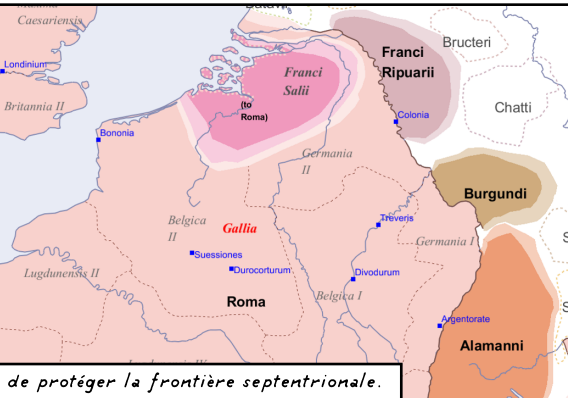 Caesariensis
Franci
Ripuarii
Bructeri
Londinium
Franci
Salii
(to
Roma)
Chatti
Britannia II
Colonia
Bononia
Germania
II
Burgundi
Belgica
II
Gallia
Treveris
Germania I
Suessiones
Durocorturum
Divodurum
Lugdunensis II
Belgica I
Roma
Argentorate
Alamanni
de protéger la frontière septentrionale.